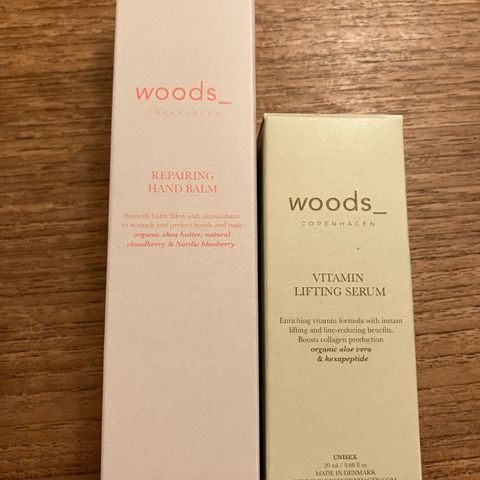 woods_
COPENHAGEN
REPAIRING
HAND BALM
Smooth balm filled with antioxidants
to nourish and protect hands and nails
organic shea butter, natural
cloudberry & Nordic blueberry
woods_
COPENHAGEN
VITAMIN
LIFTING SERUM
Enriching vitamin formula with instant
lifting and line-reducing benefits.
Boosts collagen production
organic aloe vera
& hexapeptide
UNISEX
20 ml / 0.68 fl oz
MADE IN DENMARK